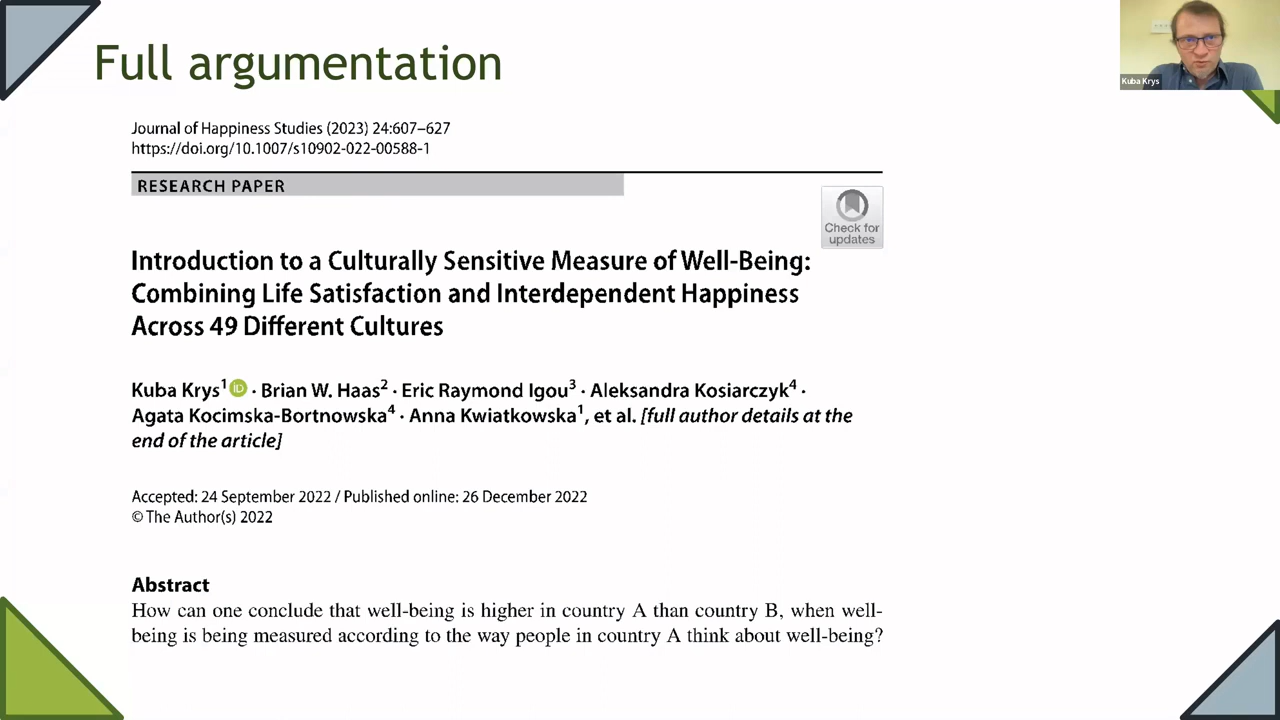 Full argumentation
Kuba Krys
Journal of Happiness Studies (2023) 24:607–627
https://doi.org/10.1007/s10902-022-00588-1
RESEARCH PAPER
Check for
updates
Introduction to a Culturally Sensitive Measure of Well-Being:
Combining Life Satisfaction and Interdependent Happiness
Across 49 Different Cultures
Kuba Krys1 iD · Brian W. Haas2 · Eric Raymond Igou3 · Aleksandra Kosiarczyk4 ·
Agata Kocimska-Bortnowska4 · Anna Kwiatkowska1, et al. [full author details at the
end of the article]
Accepted: 24 September 2022 / Published online: 26 December 2022
© The Author(s) 2022
Abstract
How can one conclude that well-being is higher in country A than country B, when well-
being is being measured according to the way people in country A think about well-being?